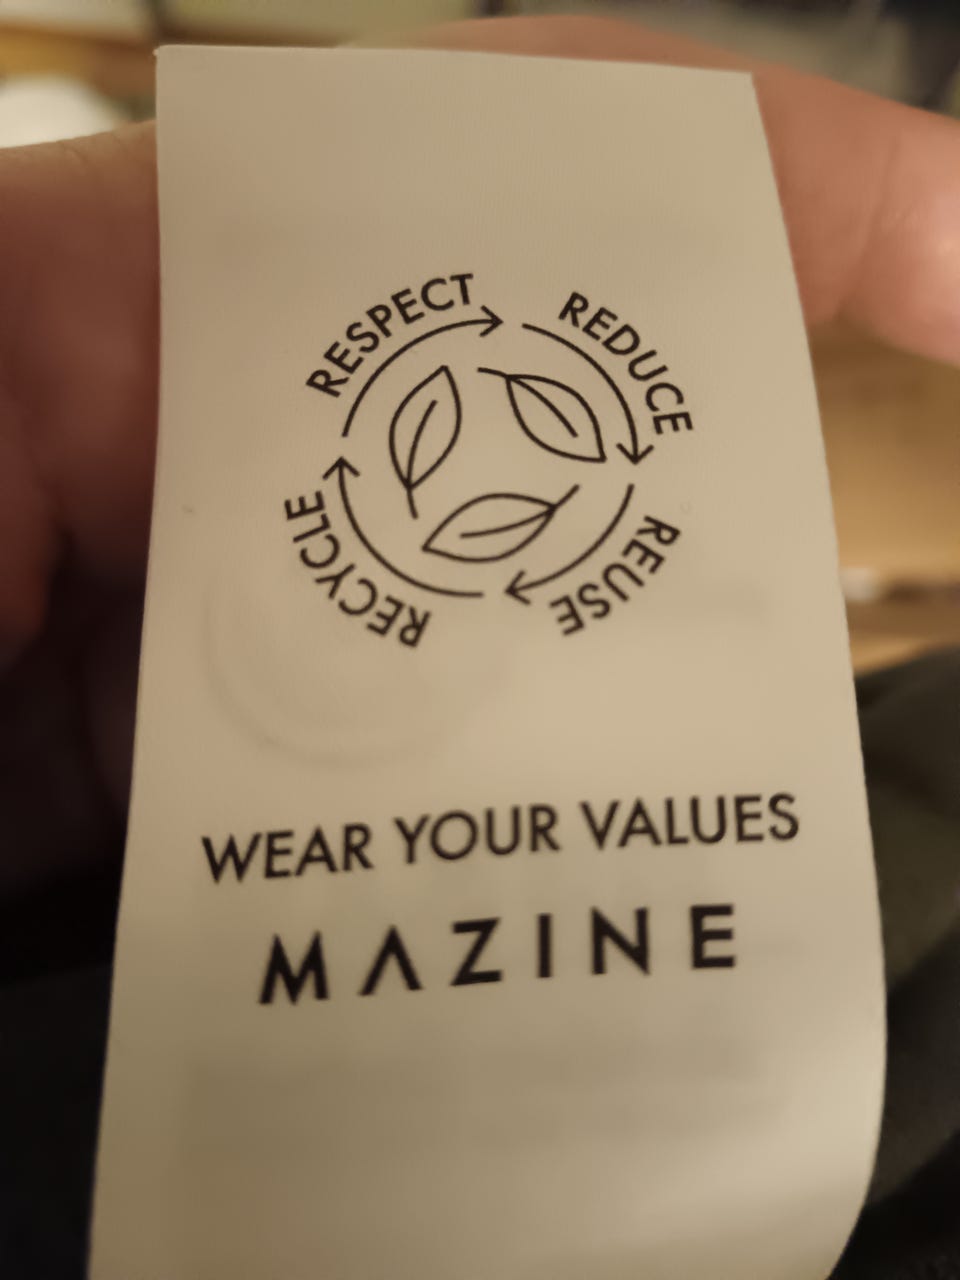 RESPECT
REDUCE
REUSE
RECYCLE
WEAR YOUR VALUES
MAZINE